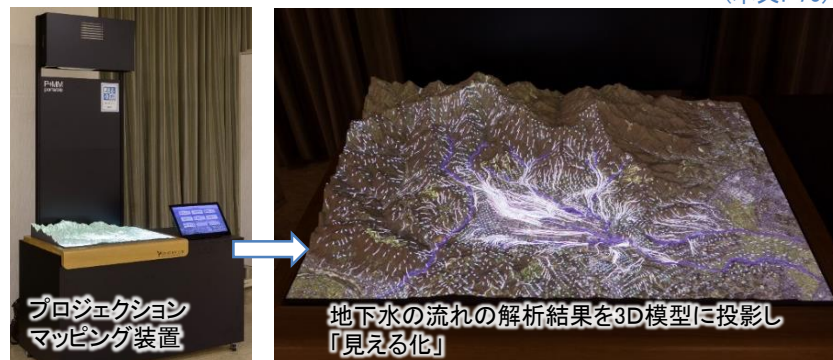 P+MM
portable
プロジェクション
マッピング装置
地下水の流れの解析結果を3D模型に投影し
「見える化」